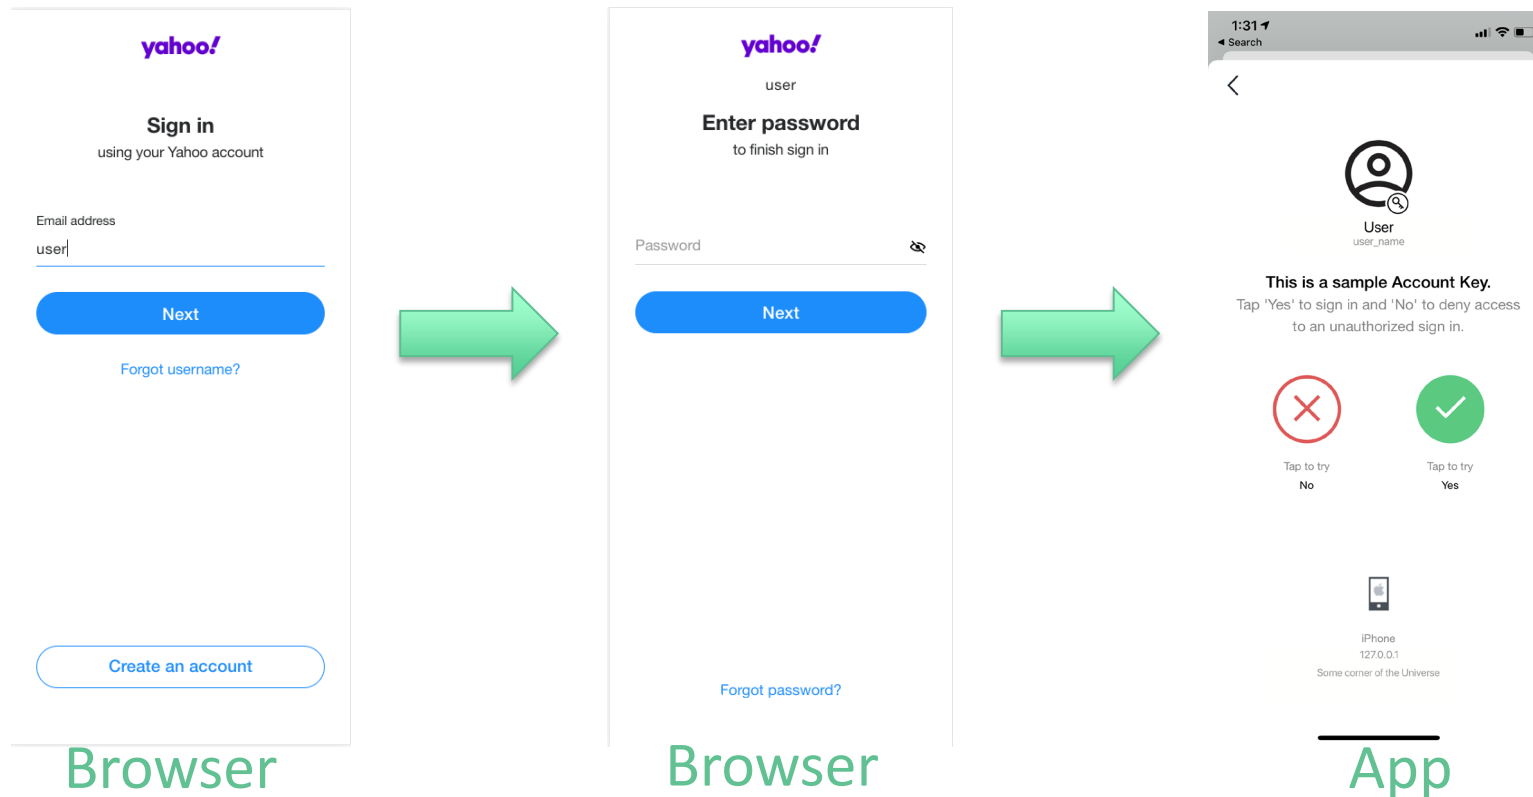 yahoo!
Sign in
using your Yahoo account
Email address
user
Next
Forgot username?
Create an account
Browser
yahoo!
user
Enter password
to finish sign in
Password
Next
Forgot password?
Browser
1:31
Search
User
user_name
This is a sample Account Key.
Tap 'Yes' to sign in and 'No' to deny access
to an unauthorized sign in.
Tap to try
No
Tap to try
Yes
iPhone
127.0.0.1
Some corner of the Universe
App